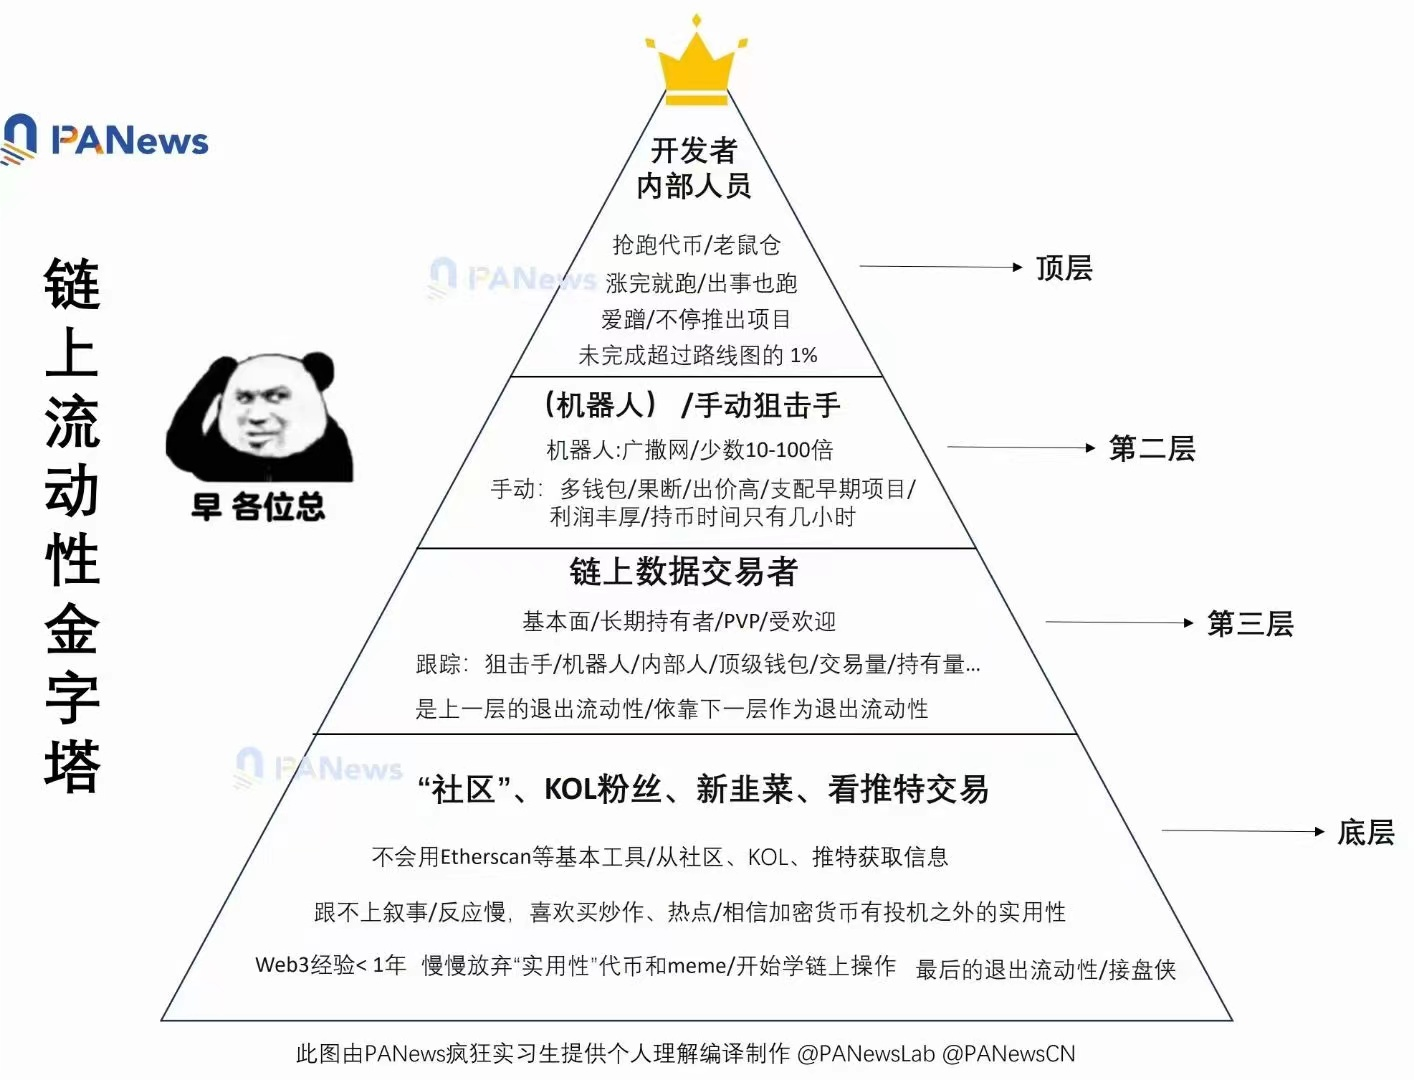 PANews
链上流动性金字塔
早 各位总
开发者
内部人员
抢跑代币/老鼠仓
PANews
涨完就跑/出事也跑
爱蹭/不停推出项目
未完成超过路线图的 1%
顶层
（机器人） /手动狙击手
机器人:广撒网/少数10-100倍
手动：多钱包/果断/出价高/支配早期项目/
利润丰厚/持币时间只有几小时
第二层
链上数据交易者
基本面/长期持有者/PVP/受欢迎
跟踪：狙击手/机器人/内部人/顶级钱包/交易量/持有量...
是上一层的退出流动性/依靠下一层作为退出流动性
第三层
PANews
“社区”、KOL粉丝、新韭菜、看推特交易
不会用Etherscan等基本工具/从社区、KOL、推特获取信息
跟不上叙事/反应慢，喜欢买炒作、热点/相信加密货币有投机之外的实用性
Web3经验< 1年 慢慢放弃“实用性”代币和meme/开始学链上操作 最后的退出流动性/接盘侠
底层
此图由PANews疯狂实习生提供个人理解编译制作 @PANewsLab @PANewsCN